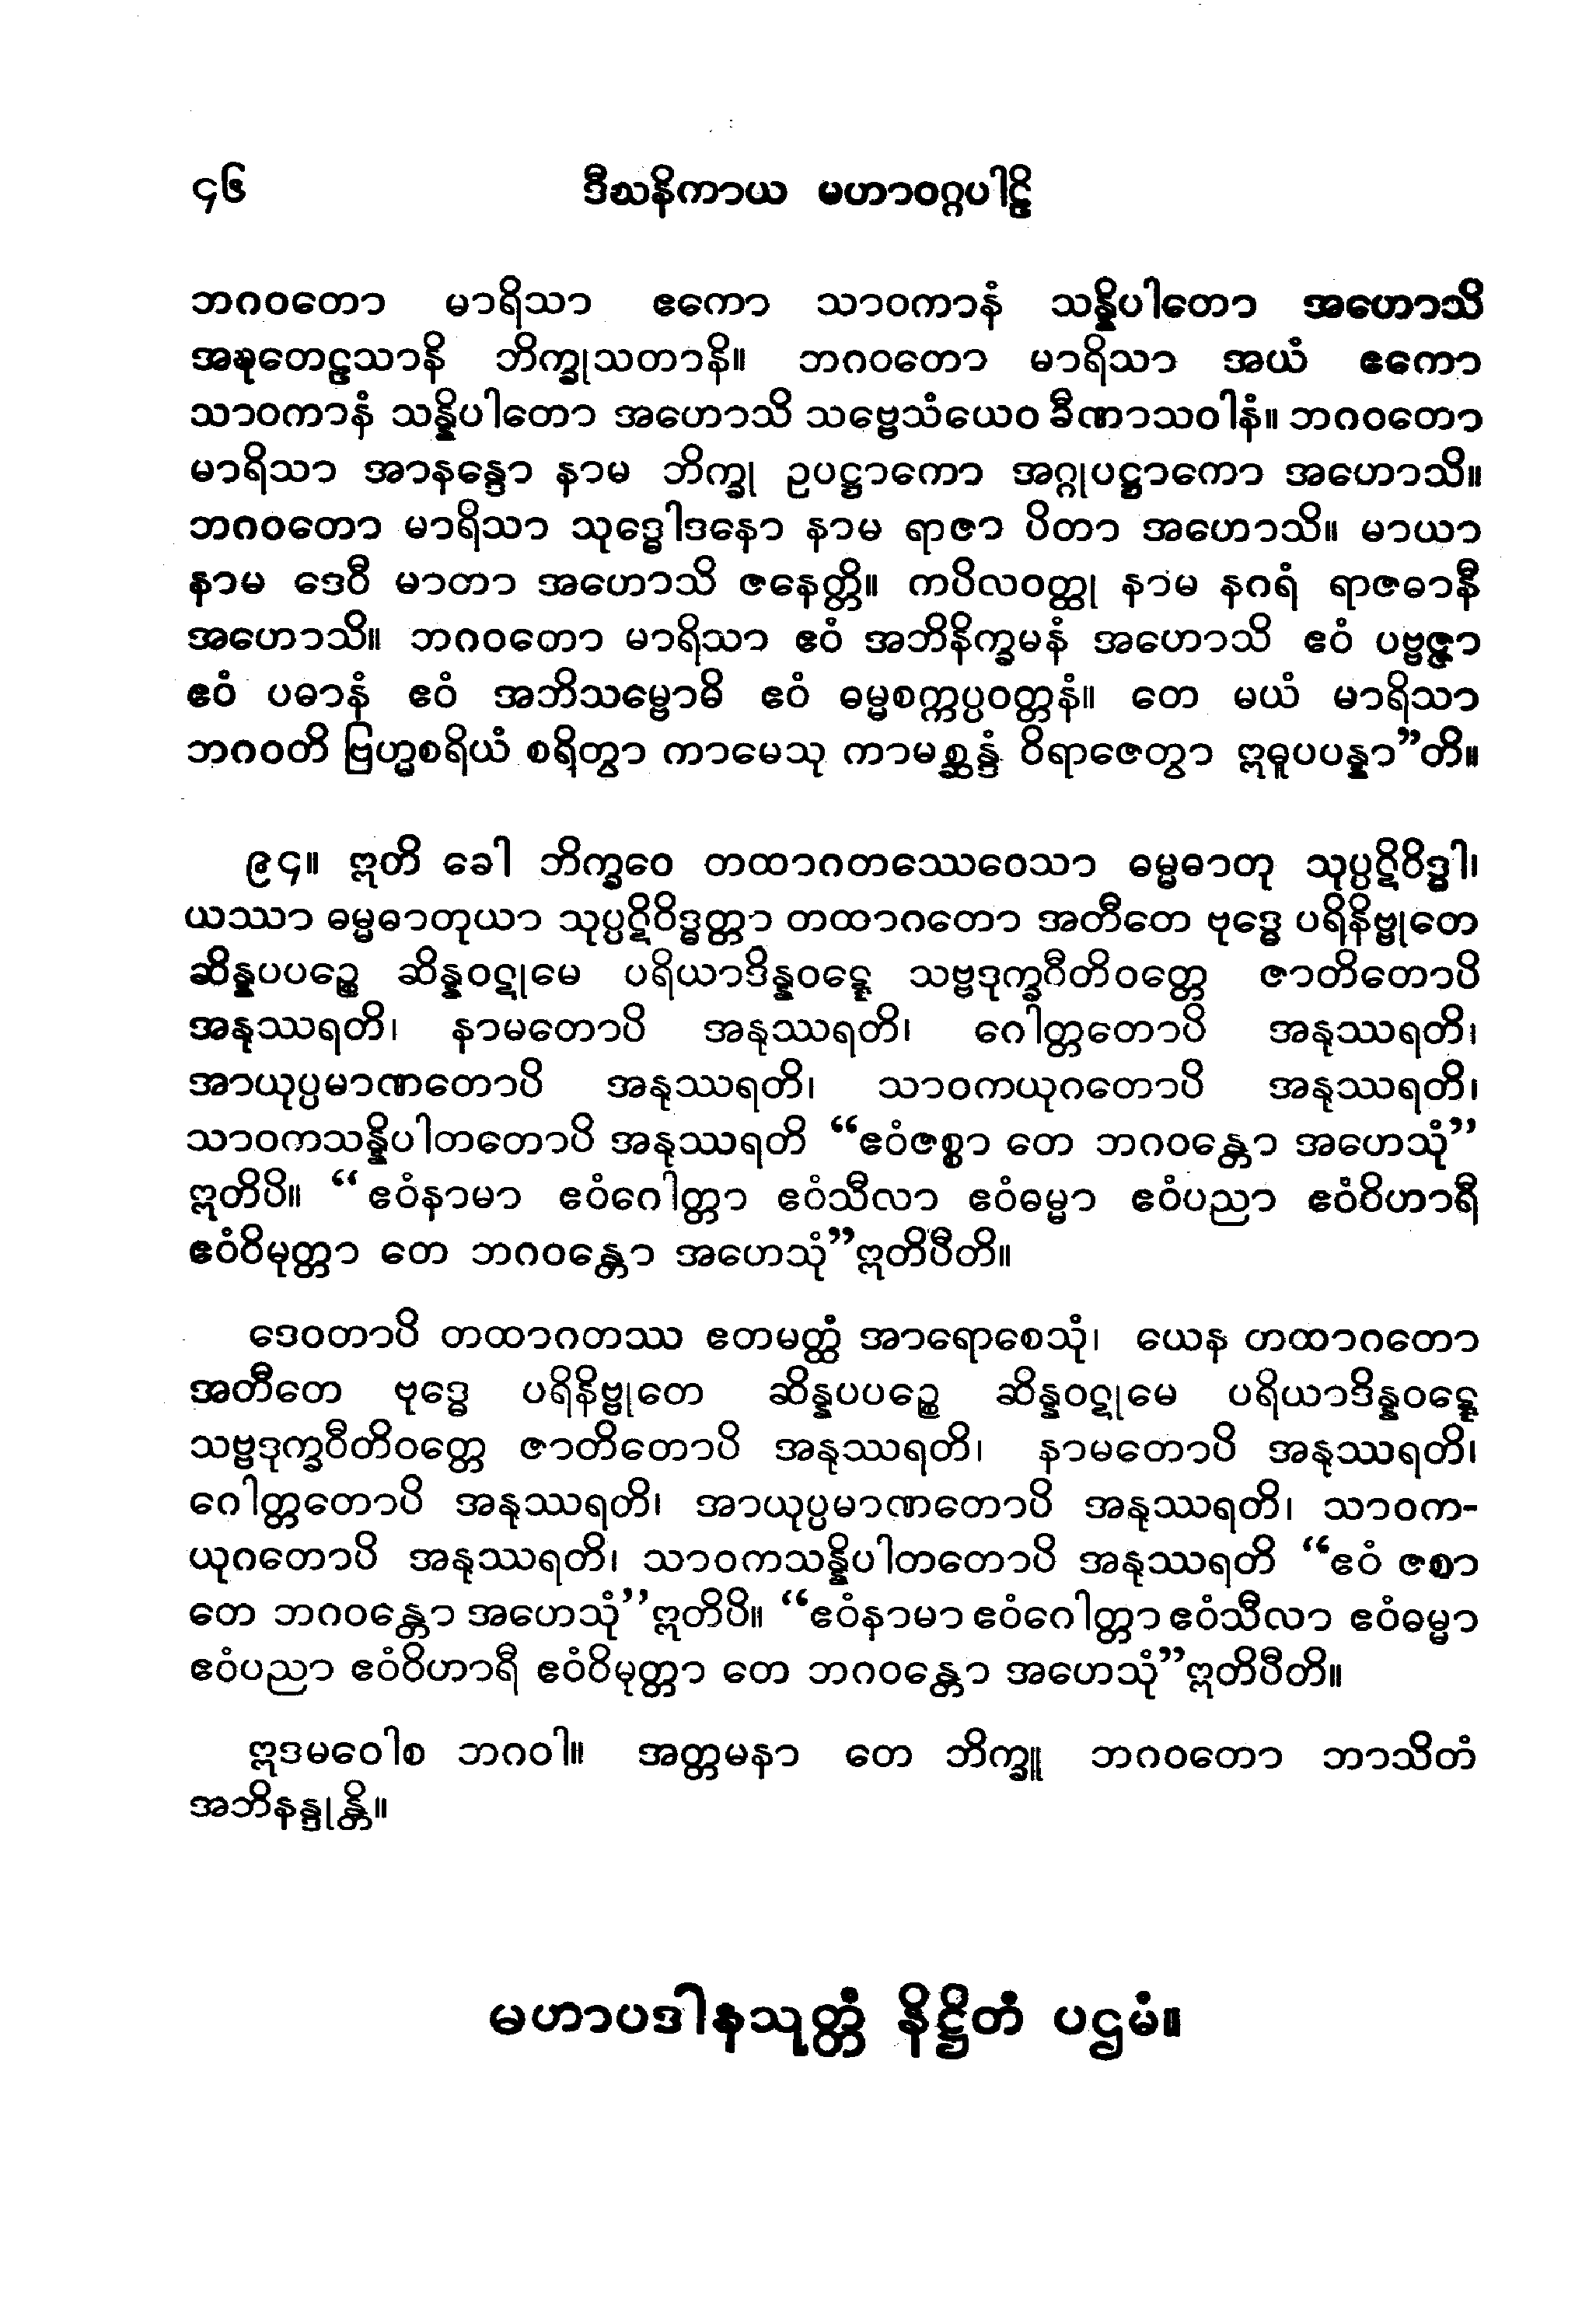 ၄၆ ဒီဃနိကာယ မဟာဝဂ္ဂပါဠိ
ဘဂဝတော မာရိသာ ဧကော သာဝကာနံ သန္နိပါတော အဟောသိ
အဍ္ဎတေဠသာနိ ဘိက္ခုသတာနိ။ ဘဂဝတော မာရိသာ အယံ ဧကော
သာဝကာနံ သန္နိပါတော အဟောသိ သဗ္ဗေသံယေဝ ခီဏာသဝါနံ။ ဘဂဝတော
မာရိသာ အာနန္ဒော နာမ ဘိက္ခု ဥပဋ္ဌာကော အဂ္ဂုပဋ္ဌာကော အဟောသိ။
ဘဂဝတော မာရိသာ သုဒ္ဓေါဒနော နာမ ရာဇာ ပိတာ အဟောသိ။ မာယာ
နာမ ဒေဝီ မာတာ အဟောသိ ဇနေတ္တိ။ ကပိလဝတ္ထု နာမ နဂရံ ရာဇဓာနီ
အဟောသိ။ ဘဂဝတော မာရိသာ ဧဝံ အဘိနိက္ခမနံ အဟောသိ ဧဝံ ပဗ္ဗဇ္ဇာ
ဧဝံ ပဓာနံ ဧဝံ အဘိသမ္ဗောဓိ ဧဝံ ဓမ္မစက္ကပ္ပဝတ္တနံ။ တေ မယံ မာရိသာ
ဘဂဝတိ ဗြဟ္မစရိယံ စရိတွာ ကာမေသု ကာမစ္ဆန္ဒံ ဝိရာဇေတွာ ဣဓူပပန္နာ”တိ။
၉၄။ ဣတိ ခေါ ဘိက္ခဝေ တထာဂတဿေဝေသာ ဓမ္မဓာတု သုပ္ပဋိဝိဒ္ဓါ၊
ယဿာ ဓမ္မဓာတုယာ သုပ္ပဋိဝိဒ္ဓတ္တာ တထာဂတော အတီတေ ဗုဒ္ဓေ ပရိနိဗ္ဗုတေ
ဆိန္နပပဉ္စေ ဆိန္နဝဋုမေ ပရိယာဒိန္နဝဋ္ဋေ သဗ္ဗဒုက္ခဝီတိဝတ္တေ ဇာတိတောပိ
အနုဿရတိ၊ နာမတောပိ အနုဿရတိ၊ ဂေါတ္တတောပိ အနုဿရတိ၊
အာယုပ္ပမာဏတောပိ အနုဿရတိ၊ သာဝကယုဂတောပိ အနုဿရတိ၊
သာဝကသန္နိပါတတောပိ အနုဿရတိ “ဧဝံဇစ္စာ တေ ဘဂဝန္တော အဟေသုံ”
ဣတိပိ။ “ဧဝံနာမာ ဧဝံဂေါတ္တာ ဧဝံသီလာ ဧဝံဓမ္မာ ဧဝံပညာ ဧဝံဝိဟာရီ
ဧဝံဝိမုတ္တာ တေ ဘဂဝန္တော အဟေသုံ”ဣတိပီတိ။
ဒေဝတာပိ တထာဂတဿ ဧတမတ္ထံ အာရောစေသုံ၊ ယေန တထာဂတော
အတီတေ ဗုဒ္ဓေ ပရိနိဗ္ဗုတေ ဆိန္နပပဉ္စေ ဆိန္နဝဋုမေ ပရိယာဒိန္နဝဋ္ဋေ
သဗ္ဗဒုက္ခဝီတိဝတ္တေ ဇာတိတောပိ အနုဿရတိ၊ နာမတောပိ အနုဿရတိ၊
ဂေါတ္တတောပိ အနုဿရတိ၊ အာယုပ္ပမာဏတောပိ အနုဿရတိ၊ သာဝက-
ယုဂတောပိ အနုဿရတိ၊ သာဝကသန္နိပါတတောပိ အနုဿရတိ “ဧဝံ ဇစ္စာ
တေ ဘဂဝန္တော အဟေသုံ”ဣတိပိ။ “ဧဝံနာမာ ဧဝံဂေါတ္တာ ဧဝံသီလာ ဧဝံဓမ္မာ
ဧဝံပညာ ဧဝံဝိဟာရီ ဧဝံဝိမုတ္တာ တေ ဘဂဝန္တော အဟေသုံ”ဣတိပီတိ။
ဣဒမဝေါစ ဘဂဝါ။ အတ္တမနာ တေ ဘိက္ခူ ဘဂဝတော ဘာသိတံ
အဘိနန္ဒုန္တိ။
မဟာပဒါနသုတ္တံ နိဋ္ဌိတံ ပဌမံ။